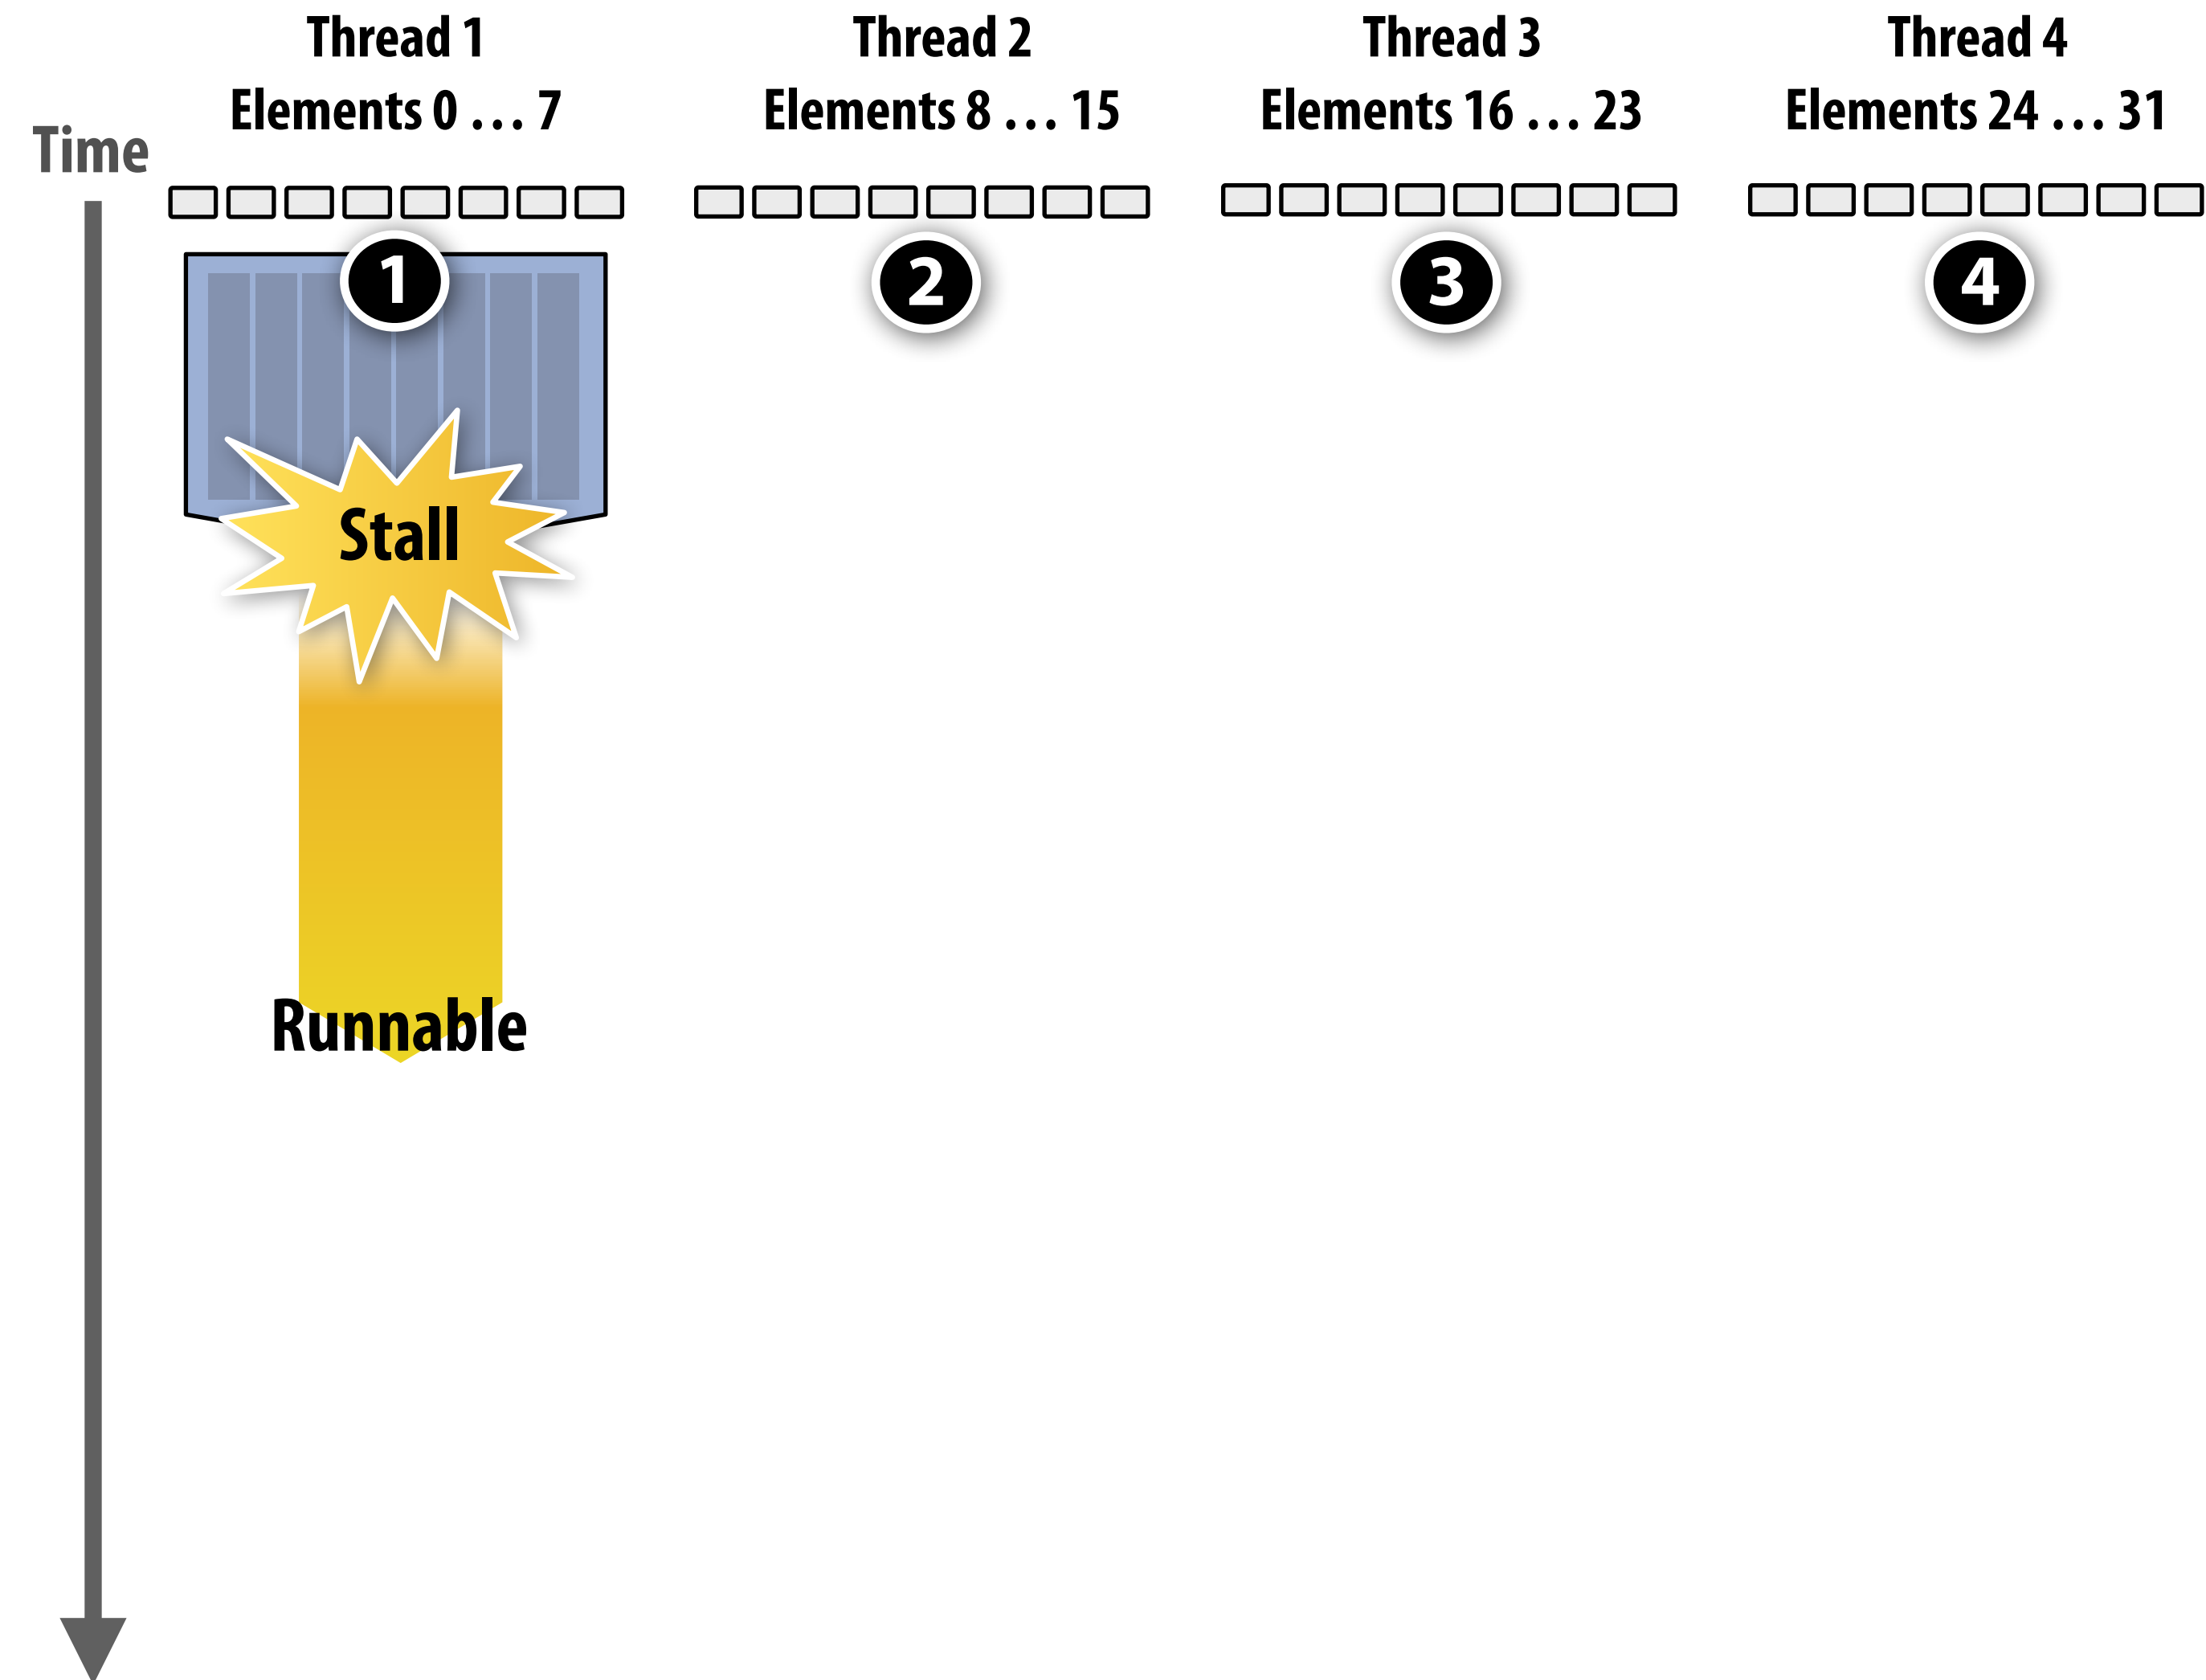 Thread 1
Elements 0 . . . 7
Thread 2
Elements 8 . . . 15
Thread 3
Elements 16 . . . 23
Thread 4
Elements 24 . . . 31
Time
1
2
3
4
Stall
Runnable